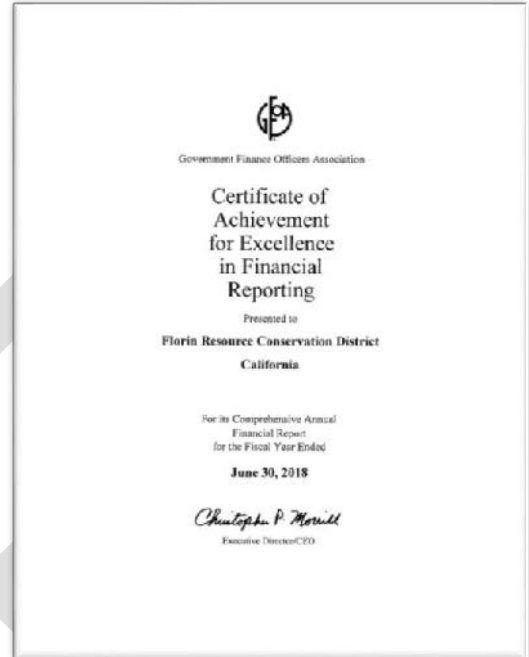 GFOA
Government Finance Officers Association
Certificate of
Achievement
for Excellence
in Financial
Reporting
Presented to
Florin Resource Conservation District
California
For its Comprehensive Annual
Financial Report
for the Fiscal Year Ended
June 30, 2018
Christopher P. Morrill
Executive Director/CEO